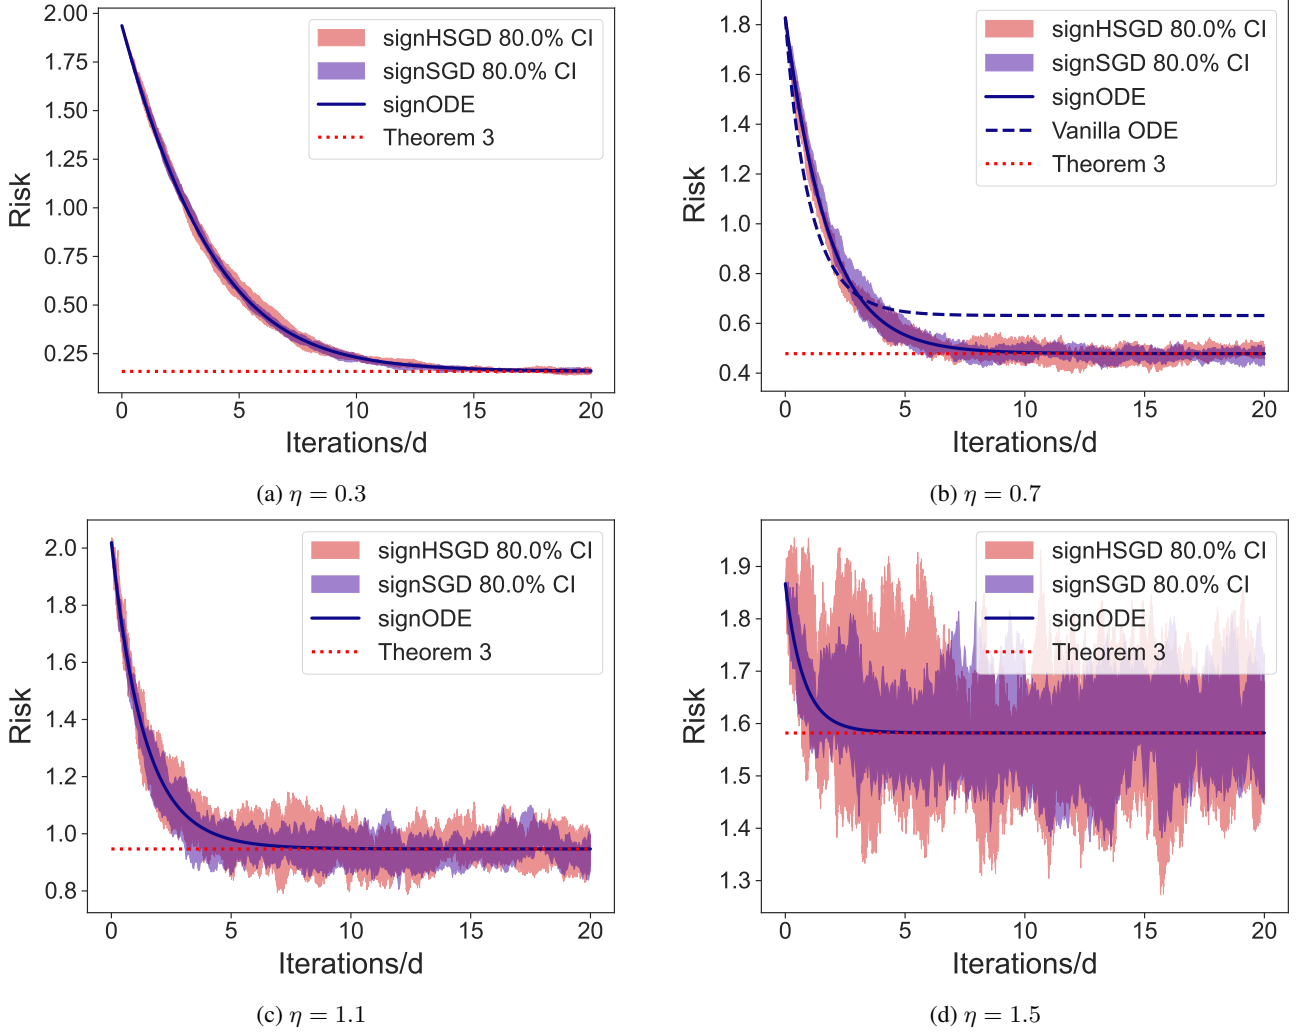 2.00
1.75
1.50
1.25
1.00
0.75
0.50
0.25
Risk
signHSGD 80.0% CI
signSGD 80.0% CI
signODE
Theorem 3
0 5 10 15 20
Iterations/d
(a) η = 0.3
1.8
1.6
1.4
1.2
1.0
0.8
0.6
0.4
Risk
signHSGD 80.0% CI
signSGD 80.0% CI
signODE
Vanilla ODE
Theorem 3
0 5 10 15 20
Iterations/d
(b) η = 0.7
2.0
1.8
1.6
1.4
1.2
1.0
0.8
Risk
signHSGD 80.0% CI
signSGD 80.0% CI
signODE
Theorem 3
0 5 10 15 20
Iterations/d
(c) η = 1.1
1.9
1.8
1.7
1.6
1.5
1.4
1.3
Risk
signHSGD 80.0% CI
signSGD 80.0% CI
signODE
Theorem 3
0 5 10 15 20
Iterations/d
(d) η = 1.5